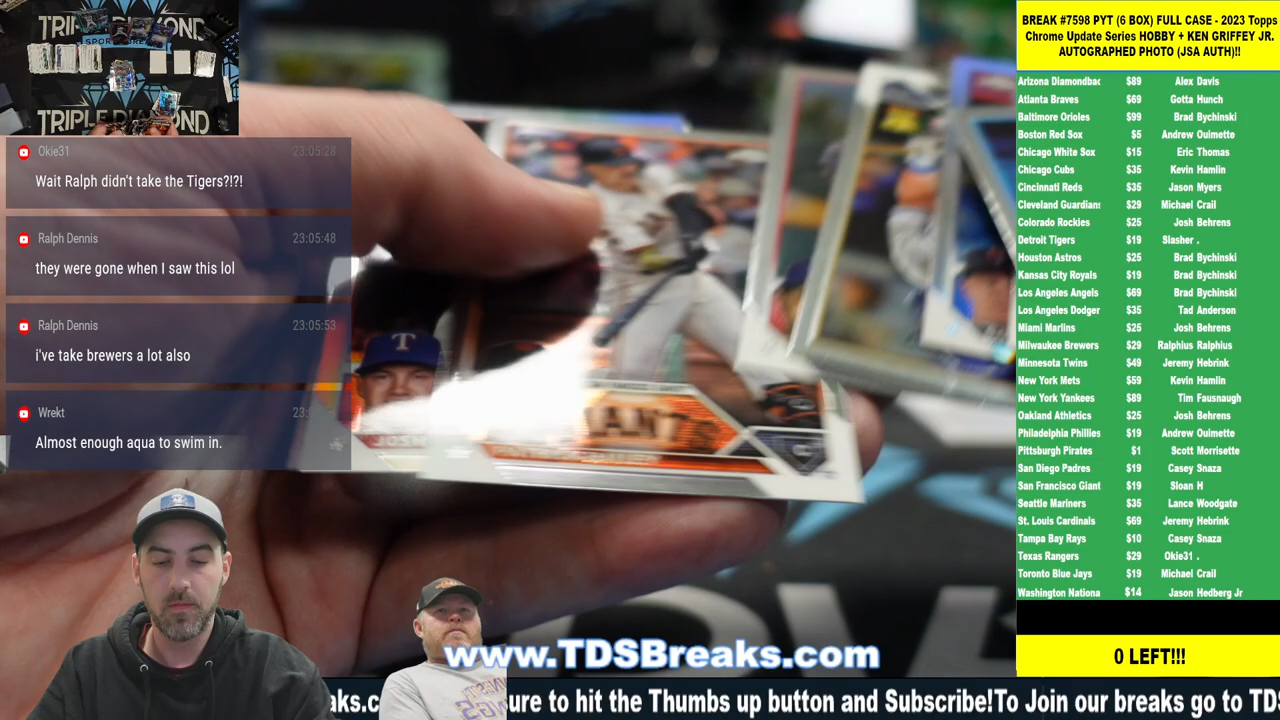 TRIPLE DIAMOND
TRIPLE DIAMOND
Okie31 23:05:28
Wait Ralph didn't take the Tigers?!?!
Ralph Dennis 23:05:48
they were gone when I saw this lol
Ralph Dennis 23:05:53
i've take brewers a lot also
Wrekt 23:
Almost enough aqua to swim in.
T
JOSH
BREAK #7598 PYT (6 BOX) FULL CASE - 2023 Topps
Chrome Update Series HOBBY + KEN GRIFFEY JR.
AUTOGRAPHED PHOTO (JSA AUTH)!!
Arizona Diamondbac $89 Alex Davis
Atlanta Braves $69 Gotta Hunch
Baltimore Orioles $99 Brad Bychinski
Boston Red Sox $5 Andrew Ouimette
Chicago White Sox $15 Eric Thomas
Chicago Cubs $35 Kevin Hamlin
Cincinnati Reds $35 Jason Myers
Cleveland Guardians $29 Michael Crail
Colorado Rockies $25 Josh Behrens
Detroit Tigers $19 Slasher .
Houston Astros $25 Brad Bychinski
Kansas City Royals $19 Brad Bychinski
Los Angeles Angels $69 Brad Bychinski
Los Angeles Dodger $35 Tad Anderson
Miami Marlins $25 Josh Behrens
Milwaukee Brewers $29 Ralphius Ralphius
Minnesota Twins $49 Jeremy Hebrink
New York Mets $59 Kevin Hamlin
New York Yankees $89 Tim Fausnaugh
Oakland Athletics $25 Josh Behrens
Philadelphia Phillies $19 Andrew Ouimette
Pittsburgh Pirates $1 Scott Morrisette
San Diego Padres $19 Casey Snaza
San Francisco Giant $19 Sloan H
Seattle Mariners $35 Lance Woodgate
St. Louis Cardinals $69 Jeremy Hebrink
Tampa Bay Rays $10 Casey Snaza
Texas Rangers $29 Okie31 .
Toronto Blue Jays $19 Michael Crail
Washington Nationa $14 Jason Hedberg Jr
0 LEFT!!!
www.TDSBreaks.com
aks.c ure to hit the Thumbs up button and Subscribe!To Join our breaks go to TDS